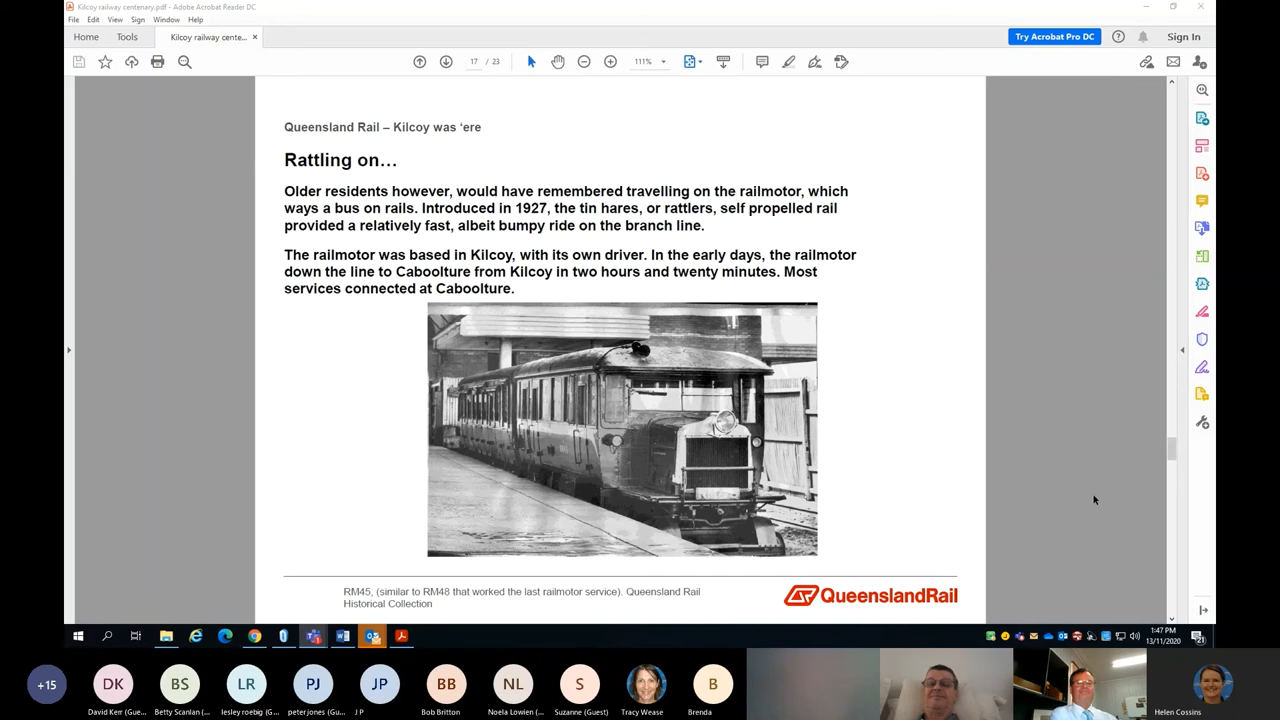 Kilcoy railway centenary.pdf - Adobe Acrobat Reader DC
File Edit View Sign Window Help
Home Tools Kilcoy railway cente... ×
Try Acrobat Pro DC Sign In
17 / 23 111%
Queensland Rail – Kilcoy was ‘ere
Rattling on…
Older residents however, would have remembered travelling on the railmotor, which
ways a bus on rails. Introduced in 1927, the tin hares, or rattlers, self propelled rail
provided a relatively fast, albeit bumpy ride on the branch line.
The railmotor was based in Kilcoy, with its own driver. In the early days, the railmotor
down the line to Caboolture from Kilcoy in two hours and twenty minutes. Most
services connected at Caboolture.
RM45, (similar to RM48 that worked the last railmotor service). Queensland Rail
Historical Collection
QueenslandRail
1:47 PM
13/11/2020
21
+15 DK BS LR PJ JP BB NL S B
David Kerr (Gue... Betty Scanlan (... lesley roebig (G... peter jones (Gu... J P Bob Britton Noela Lowien (... Suzanne (Guest) Tracy Wease Brenda Helen Cossins